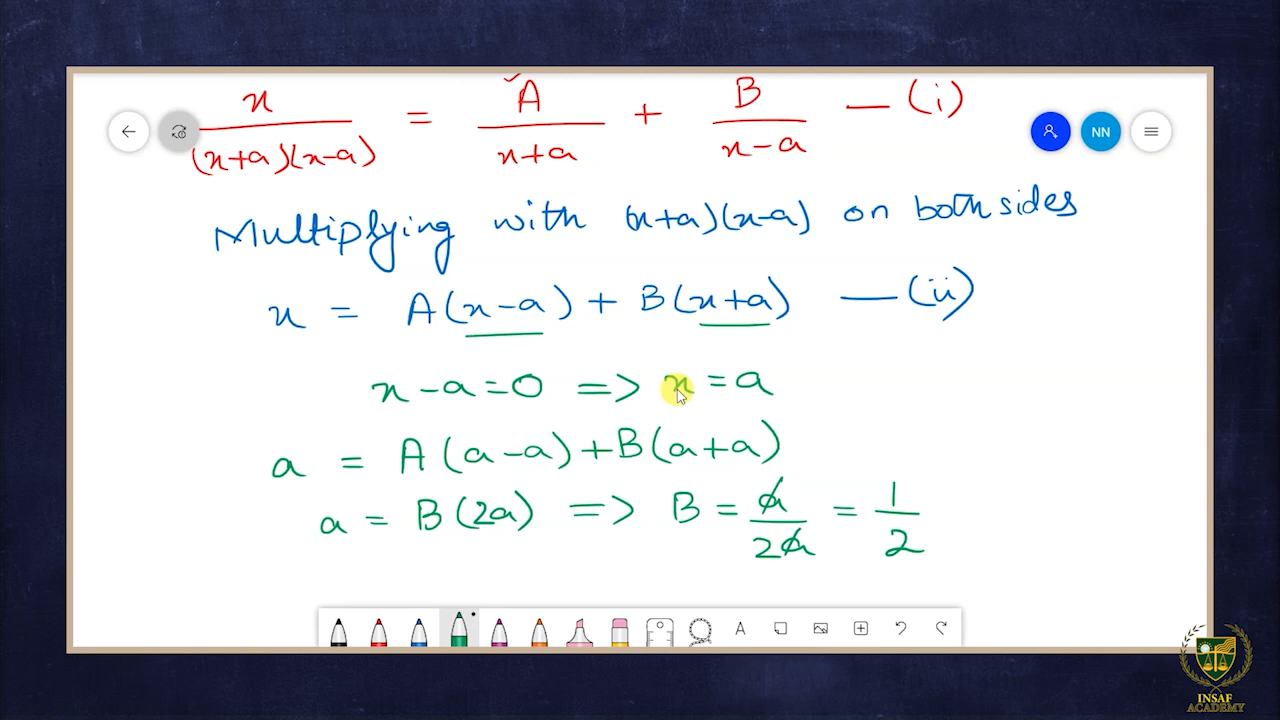 x/((x+a)(x-a)) = A/(x+a) + B/(x-a) — (i)
NN
Multiplying with (x+a)(x-a) on both sides
x = A(x-a) + B(x+a) — (ii)
x-a=0 => x=a
a = A(a-a)+B(a+a)
a = B(2a) => B = a/2a = 1/2
A
INSAF
ACADEMY